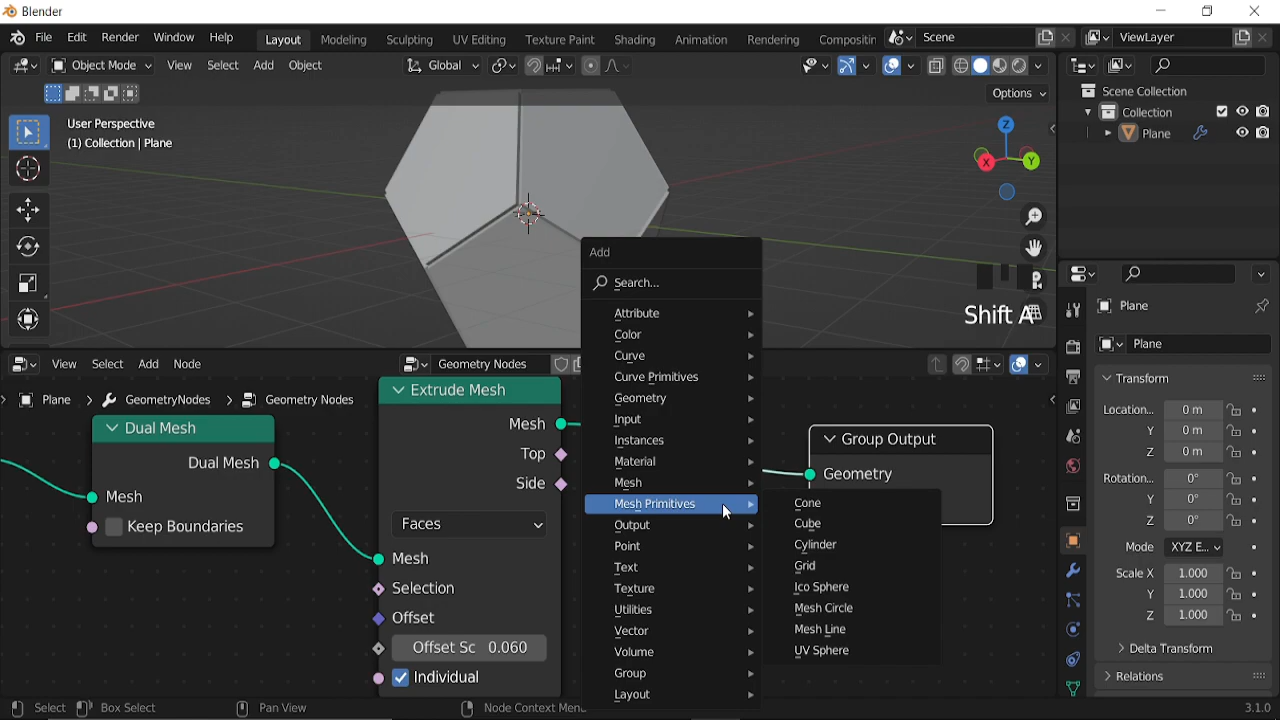 Blender
File Edit Render Window Help Layout Modeling Sculpting UV Editing Texture Paint Shading Animation Rendering Compositin Scene ViewLayer
Object Mode View Select Add Object Global
Options
User Perspective
(1) Collection | Plane
Z
X
Y
Scene Collection
Collection
Plane
Shift A
Add
Search...
Attribute
Color
Curve
Curve Primitives
Geometry
Input
Instances
Material
Mesh
Mesh Primitives
Output
Point
Text
Texture
Utilities
Vector
Volume
Group
Layout
Cone
Cube
Cylinder
Grid
Ico Sphere
Mesh Circle
Mesh Line
UV Sphere
View Select Add Node Geometry Nodes
Plane > GeometryNodes > Geometry Nodes
Dual Mesh
Dual Mesh
Mesh
Keep Boundaries
Extrude Mesh
Mesh
Top
Side
Faces
Mesh
Selection
Offset
Offset Sc 0.060
Individual
Group Output
Geometry
Plane
Plane
Transform
Location... 0 m
Y 0 m
Z 0 m
Rotation... 0°
Y 0°
Z 0°
Mode XYZ E...
Scale X 1.000
Y 1.000
Z 1.000
Delta Transform
Relations
Select Box Select Pan View Node Context Menu 3.1.0